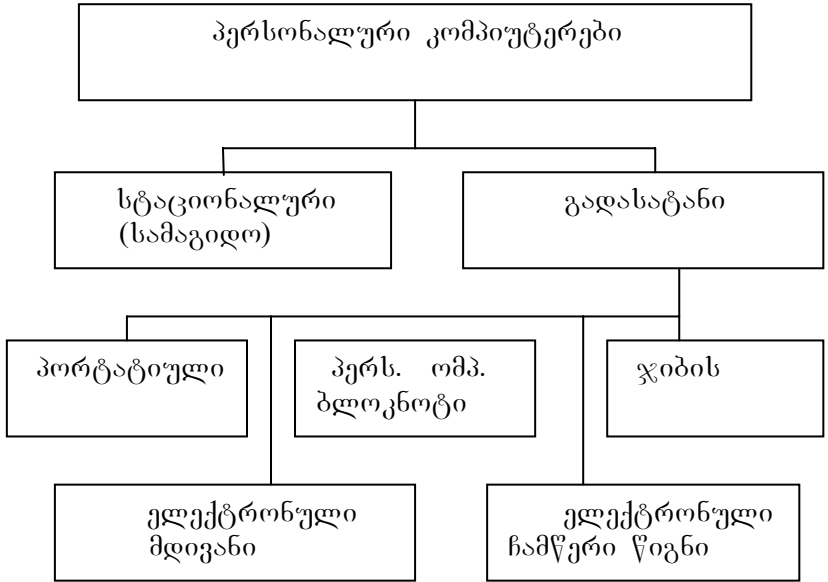 პერსონალური კომპიუტერები
სტაციონალური
(სამაგიდო)
გადასატანი
პორტატიული
პერს. ომპ.
ბლოკნოტი
ჯიბის
ელექტრონული
მდივანი
ელექტრონული
ჩამწერი წიგნი